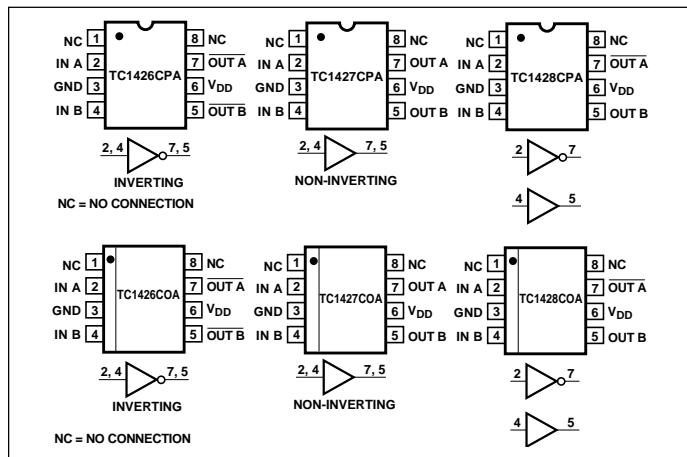 NC 1 8 NC
IN A 2 7 O̅U̅T̅ A̅
GND 3 6 VDD
IN B 4 5 O̅U̅T̅ B̅
TC1426CPA
2, 4 7, 5
INVERTING
NC = NO CONNECTION
NC 1 8 NC
IN A 2 7 OUT A
GND 3 6 VDD
IN B 4 5 OUT B
TC1427CPA
2, 4 7, 5
NON-INVERTING
NC 1 8 NC
IN A 2 7 O̅U̅T̅ A̅
GND 3 6 VDD
IN B 4 5 OUT B
TC1428CPA
2 7
4 5
NC 1 8 NC
IN A 2 7 O̅U̅T̅ A̅
GND 3 6 VDD
IN B 4 5 O̅U̅T̅ B̅
TC1426COA
2, 4 7, 5
INVERTING
NC = NO CONNECTION
NC 1 8 NC
IN A 2 7 OUT A
GND 3 6 VDD
IN B 4 5 OUT B
TC1427COA
2, 4 7, 5
NON-INVERTING
NC 1 8 NC
IN A 2 7 O̅U̅T̅ A̅
GND 3 6 VDD
IN B 4 5 OUT B
TC1428COA
2 7
4 5